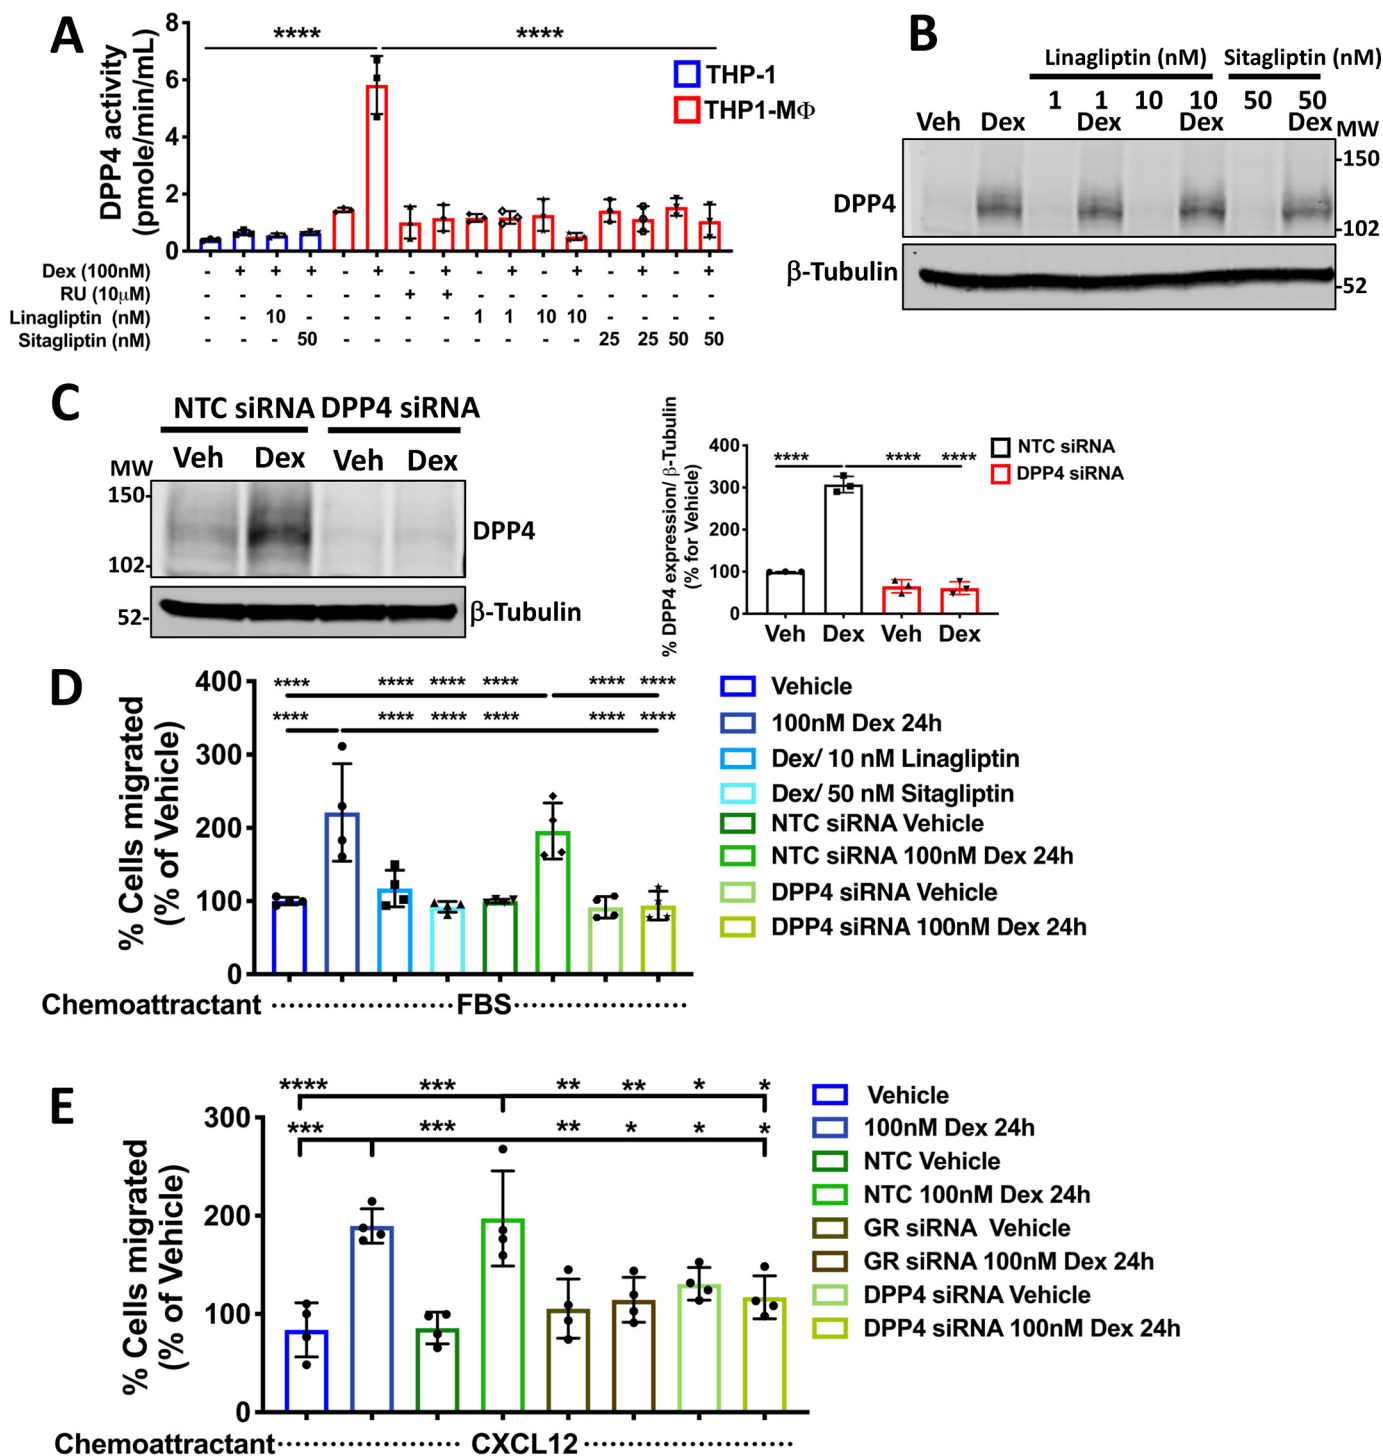 A
DPP4 activity
(pmole/min/mL)
8
6
4
2
0
**** ****
THP-1
THP1-MΦ
Dex (100nM) - + + + - + - + - + - + - + - +
RU (10μM) - - - - - - + + - - - - - - - -
Linagliptin (nM) - - 10 - - - - - 1 1 10 10 - - - -
Sitagliptin (nM) - - - 50 - - - - - - - - 25 25 50 50
B
Linagliptin (nM) Sitagliptin (nM)
1 1 10 10 50 50
Veh Dex Dex Dex Dex MW
DPP4
-150
-102
β-Tubulin
-52
C
NTC siRNA DPP4 siRNA
MW Veh Dex Veh Dex
150-
DPP4
102-
52- β-Tubulin
% DPP4 expression/ β-Tubulin
(% for Vehicle)
400
300
200
100
0
**** **** ****
NTC siRNA
DPP4 siRNA
Veh Dex Veh Dex
D
% Cells migrated
(% of Vehicle)
400
300
200
100
0
**** **** **** **** **** ****
**** **** **** **** **** ****
Vehicle
100nM Dex 24h
Dex/ 10 nM Linagliptin
Dex/ 50 nM Sitagliptin
NTC siRNA Vehicle
NTC siRNA 100nM Dex 24h
DPP4 siRNA Vehicle
DPP4 siRNA 100nM Dex 24h
Chemoattractant FBS
E
% Cells migrated
(% of Vehicle)
300
200
100
0
**** *** ** ** * *
*** *** ** * * *
Vehicle
100nM Dex 24h
NTC Vehicle
NTC 100nM Dex 24h
GR siRNA Vehicle
GR siRNA 100nM Dex 24h
DPP4 siRNA Vehicle
DPP4 siRNA 100nM Dex 24h
Chemoattractant CXCL12